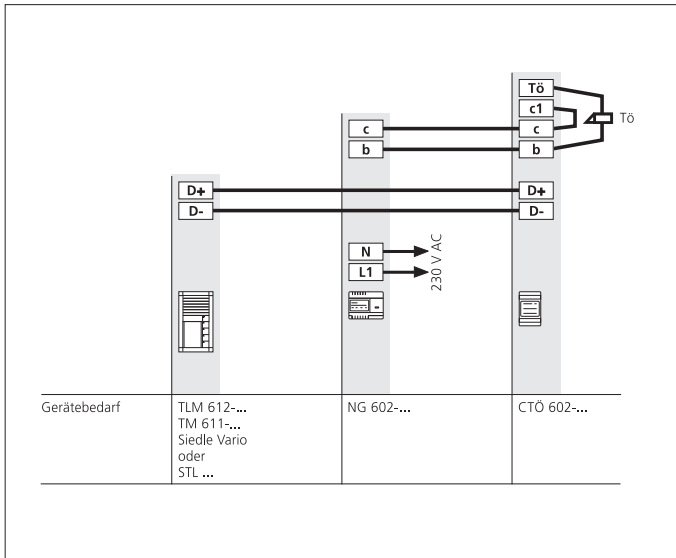 Tö
c1
c
c
b
b
Tö
D+
D+
D-
D-
N
L1
230 V AC
Gerätebedarf
TLM 612-...
TM 611-...
Siedle Vario
oder
STL ...
NG 602-...
CTÖ 602-...